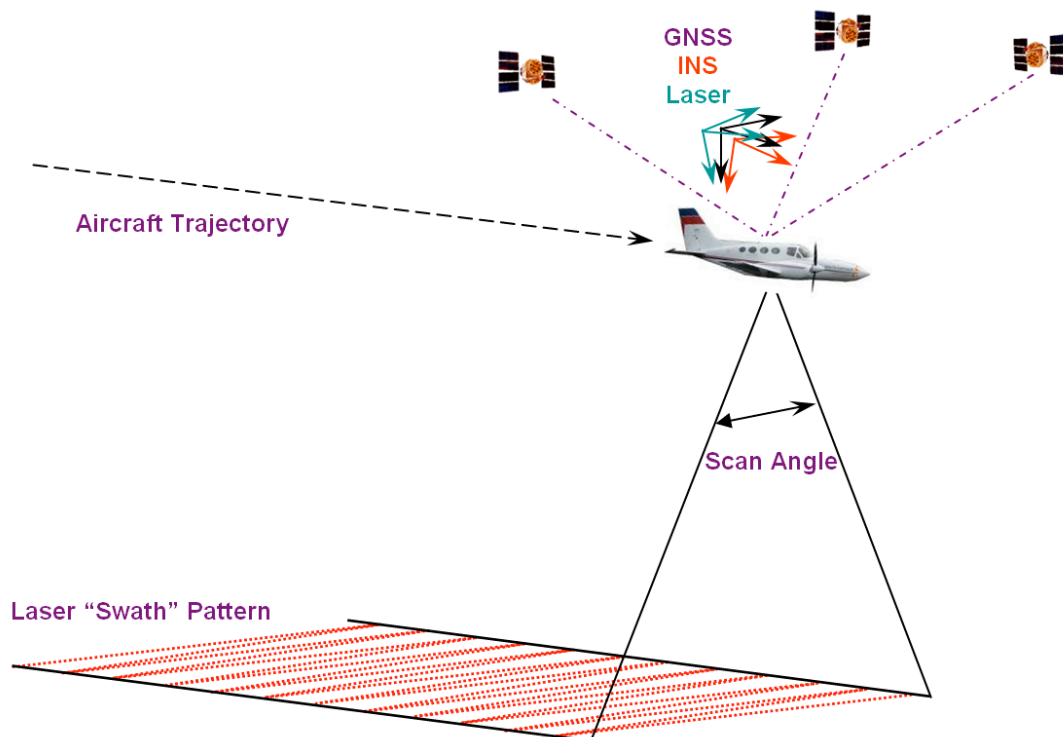 GNSS
INS
Laser
Aircraft Trajectory
Scan Angle
Laser “Swath” Pattern